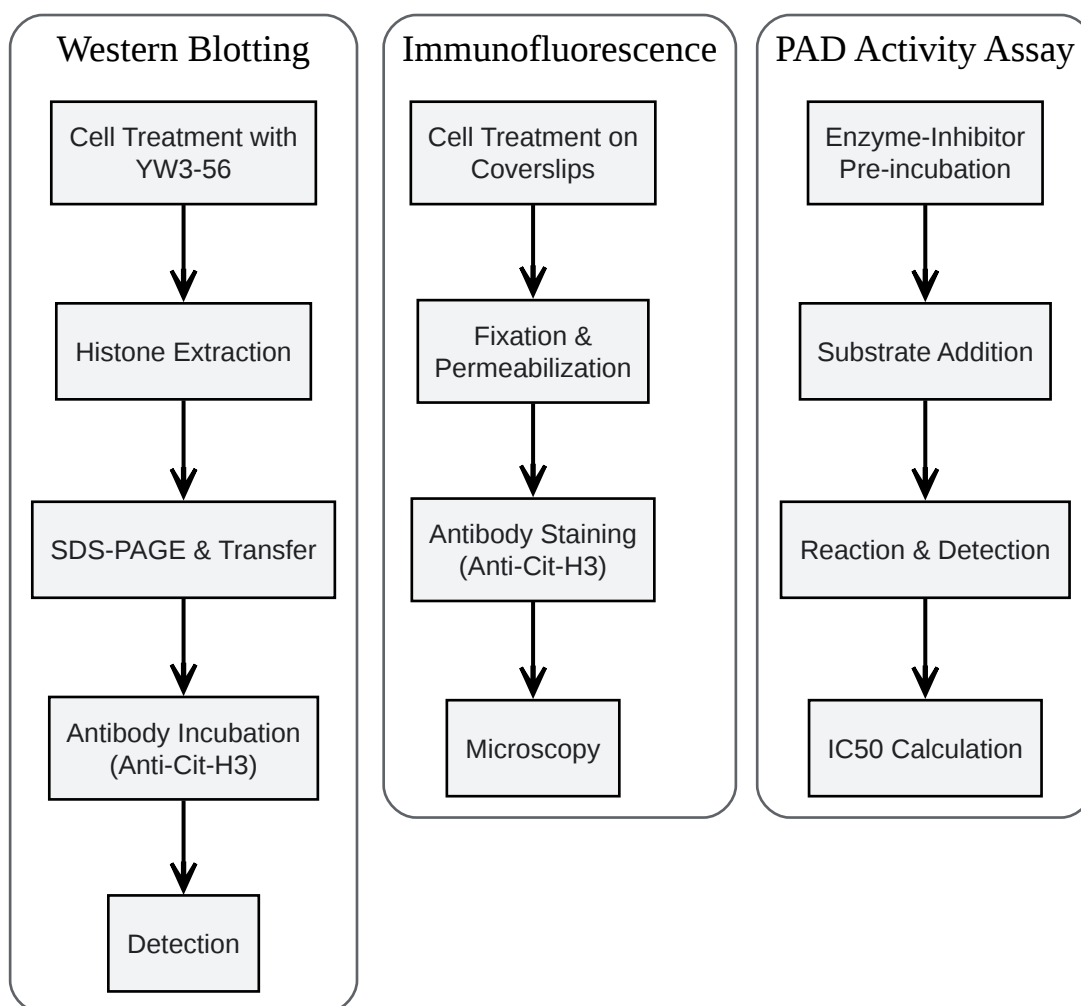 Western Blotting
Cell Treatment with
YW3-56
Histone Extraction
SDS-PAGE & Transfer
Antibody Incubation
(Anti-Cit-H3)
Detection
Immunofluorescence
Cell Treatment on
Coverslips
Fixation &
Permeabilization
Antibody Staining
(Anti-Cit-H3)
Microscopy
PAD Activity Assay
Enzyme-Inhibitor
Pre-incubation
Substrate Addition
Reaction & Detection
IC50 Calculation